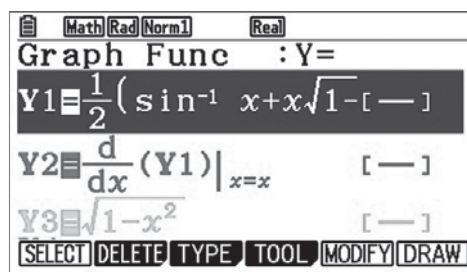 Math Rad Norm1 Real
Graph Func :Y=
Y1=1/2(sin⁻¹ x+x√1-[—]
Y2=d/dx(Y1)|x=x [—]
Y3=√1-x² [—]
SELECT DELETE TYPE TOOL MODIFY DRAW